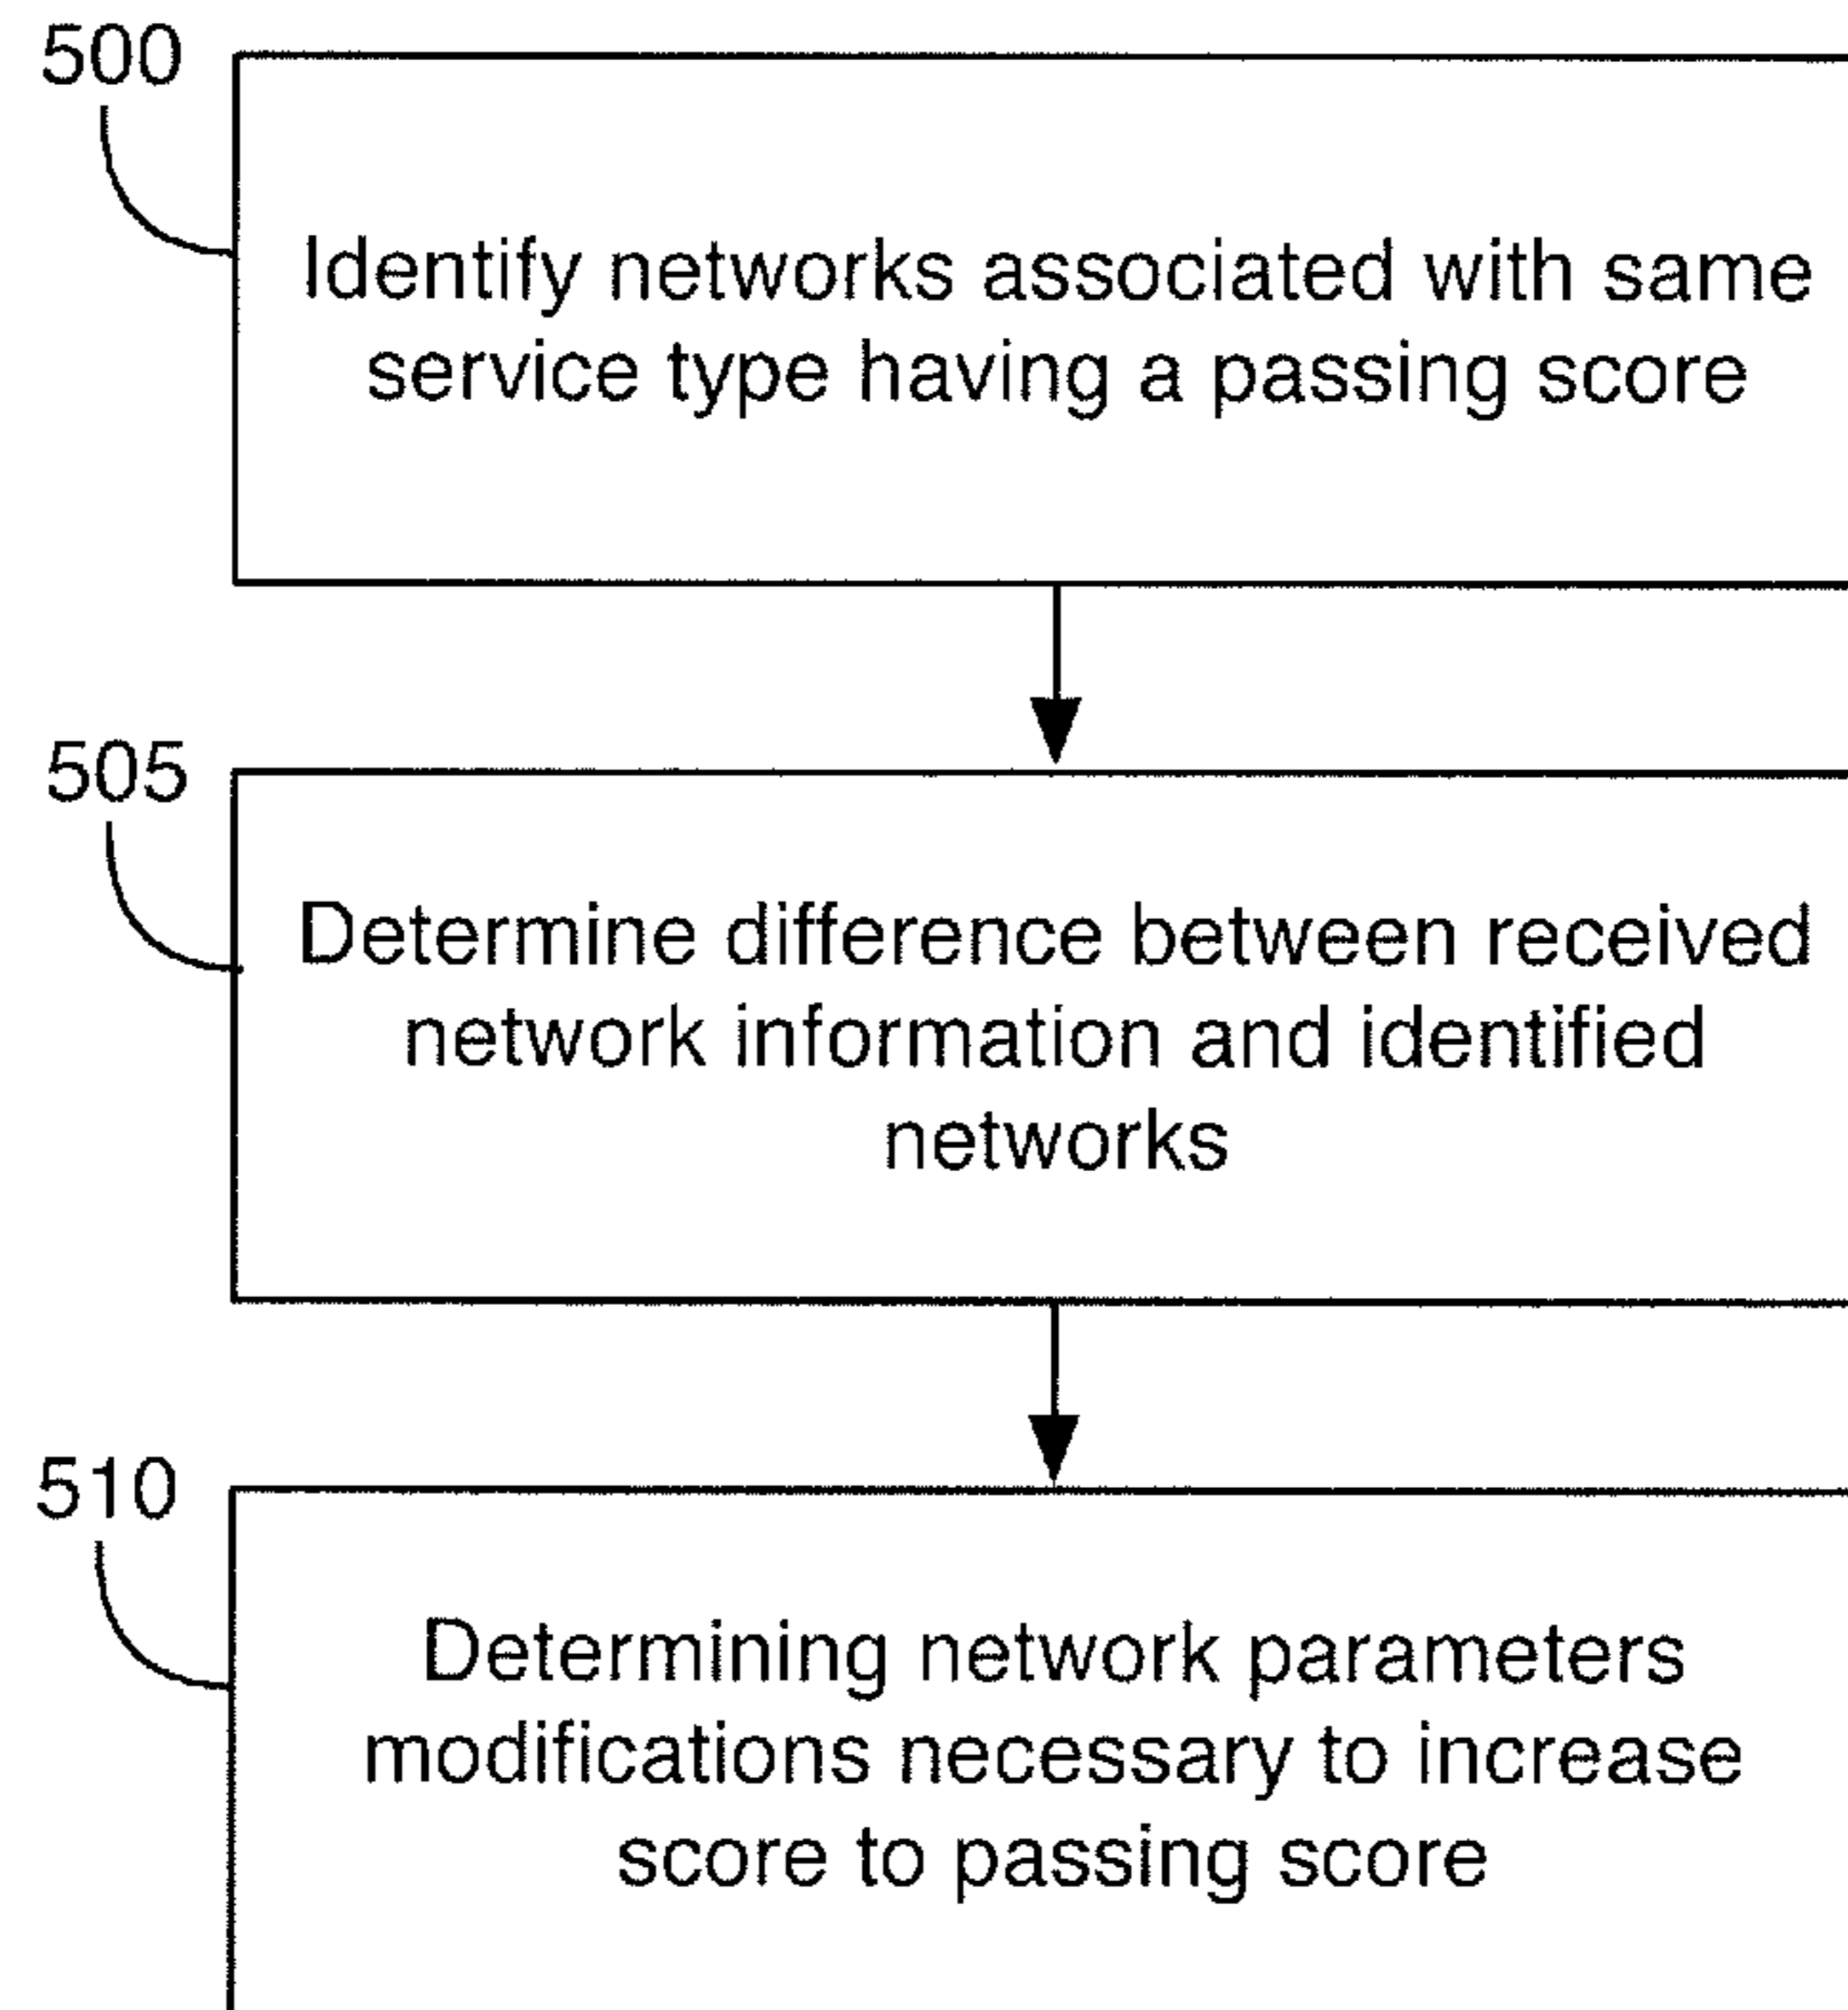 500
Identify networks associated with same
service type having a passing score
505
Determine difference between received
network information and identified
networks
510
Determining network parameters
modifications necessary to increase
score to passing score